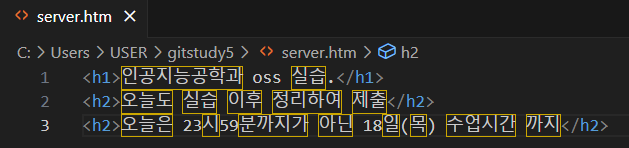 server.htm
C: > Users > USER > gitstudy5 > server.htm > h2
1 <h1>인공지능공학과 oss 실습.</h1>
2 <h2>오늘도 실습 이후 정리하여 제출</h2>
3 <h2>오늘은 23시59분까지가 아닌 18일(목) 수업시간 까지</h2>